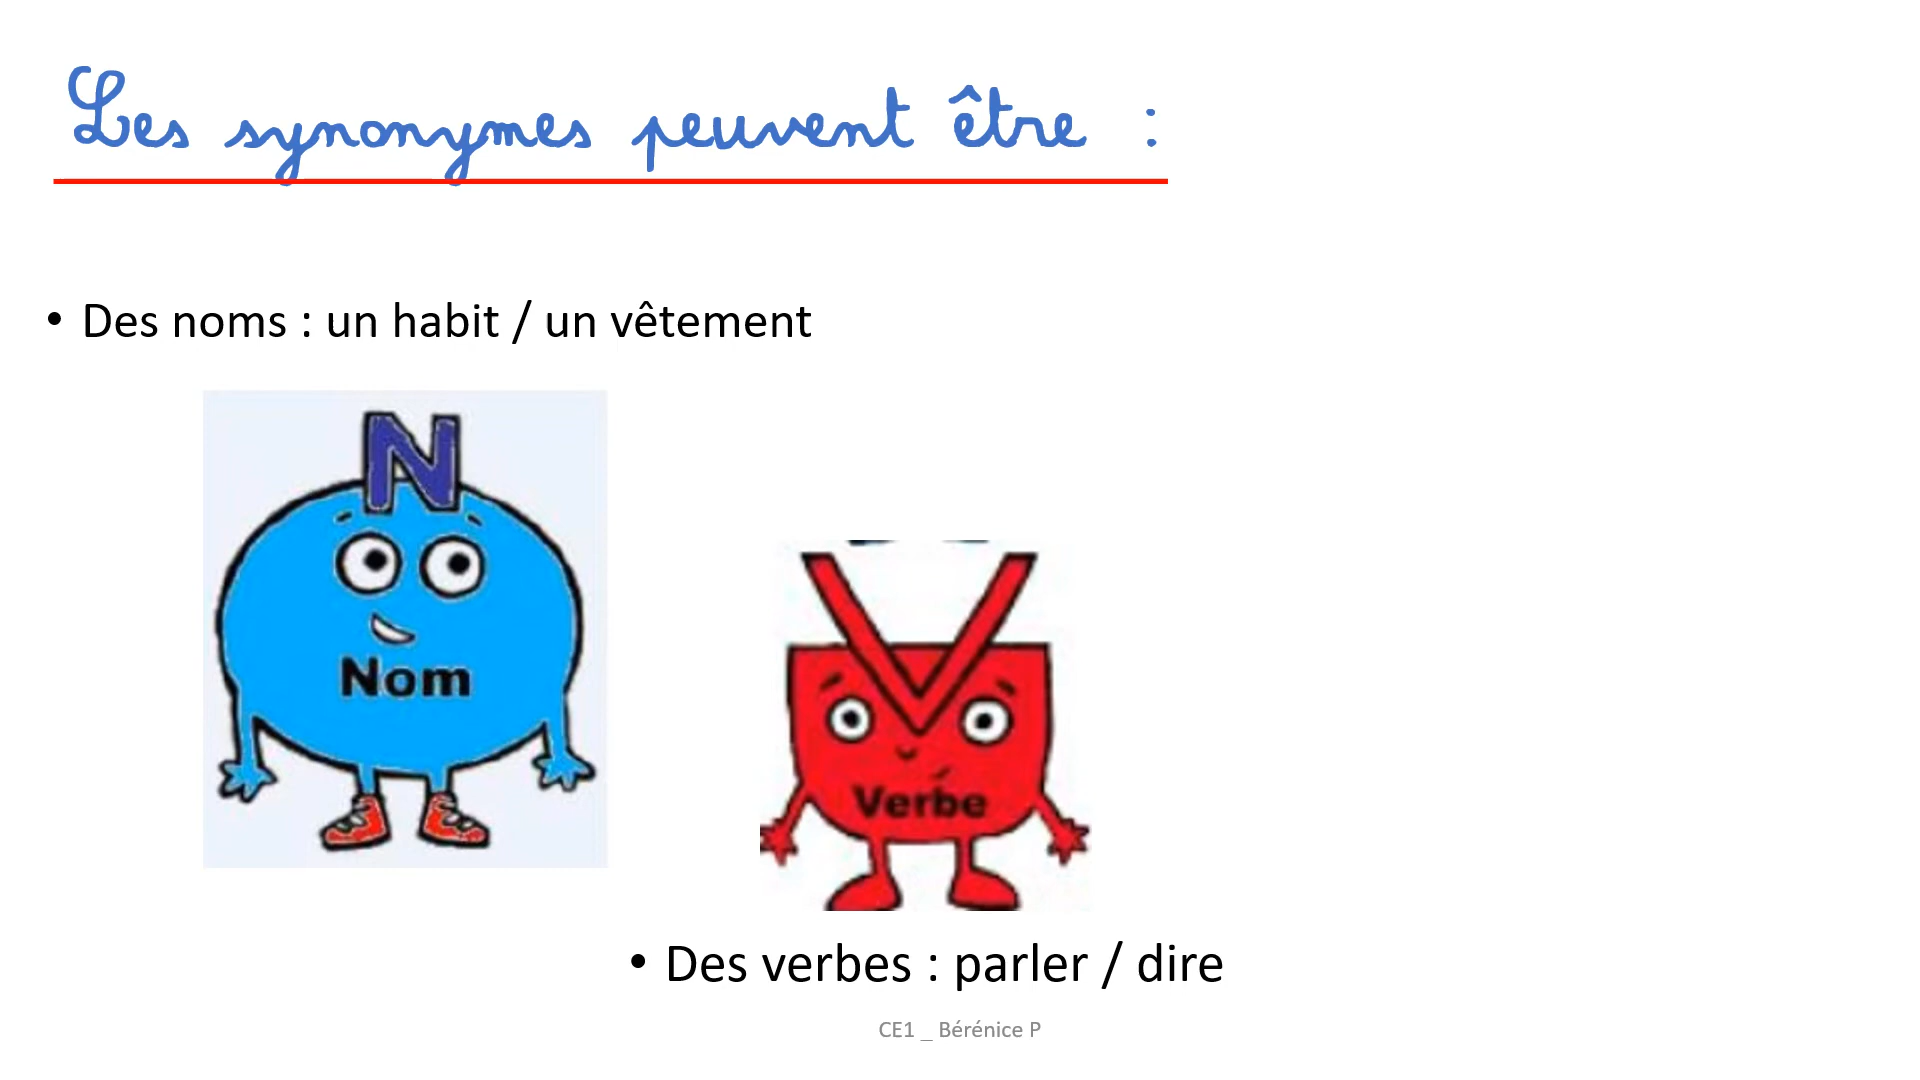 Les synonymes peuvent être :
• Des noms : un habit / un vêtement
N
Nom
V
Verbe
• Des verbes : parler / dire
CE1 _ Bérénice P